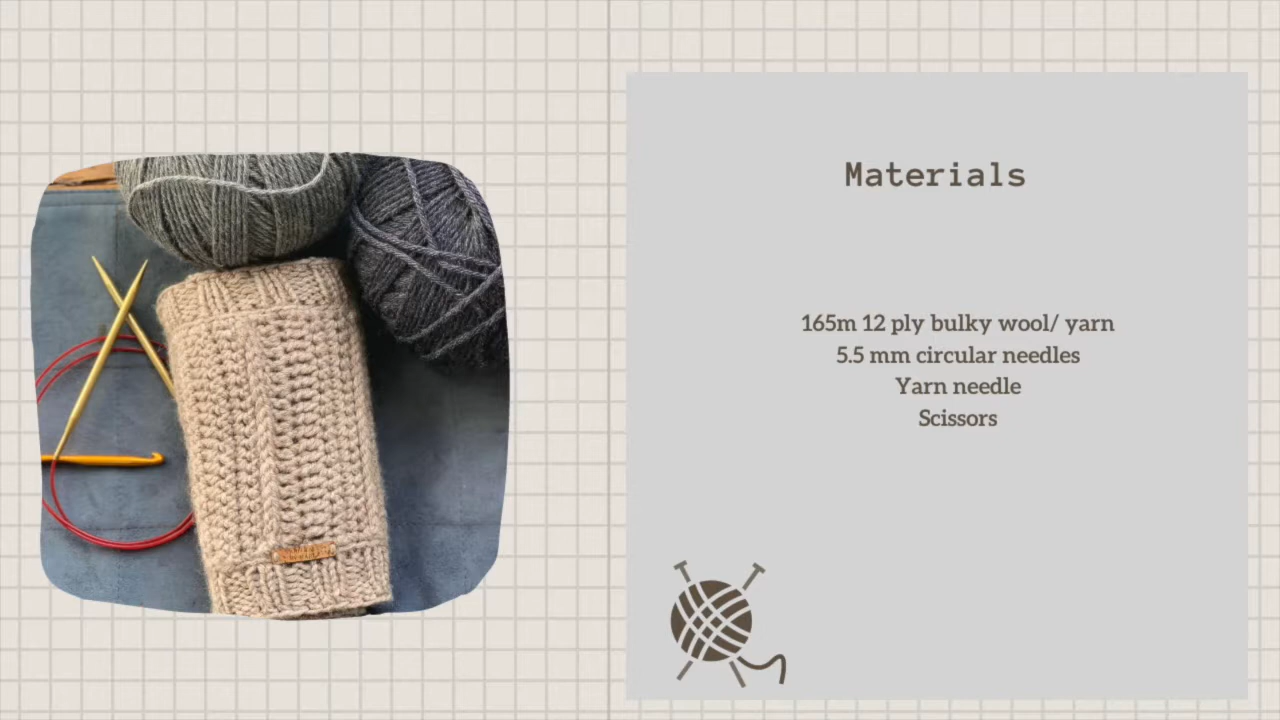 Materials
165m 12 ply bulky wool/ yarn
5.5 mm circular needles
Yarn needle
Scissors